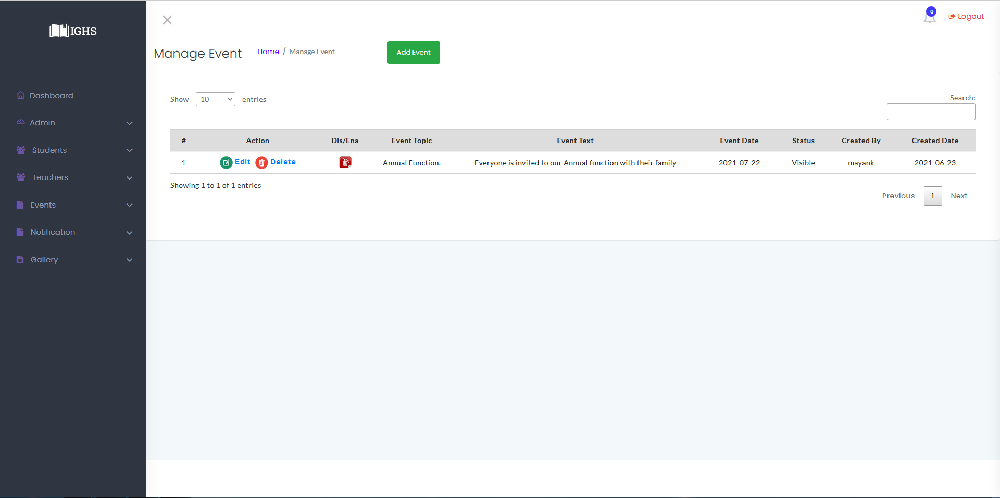 IGHS
0
Logout
Manage Event
Home / Manage Event
Add Event
Dashboard
Admin
Students
Teachers
Events
Notification
Gallery
Show 10 entries
Search:
# Action Dis/Ena Event Topic Event Text Event Date Status Created By Created Date
1 Edit Delete Annual Function. Everyone is invited to our Annual function with their family 2021-07-22 Visible mayank 2021-06-23
Showing 1 to 1 of 1 entries
Previous 1 Next